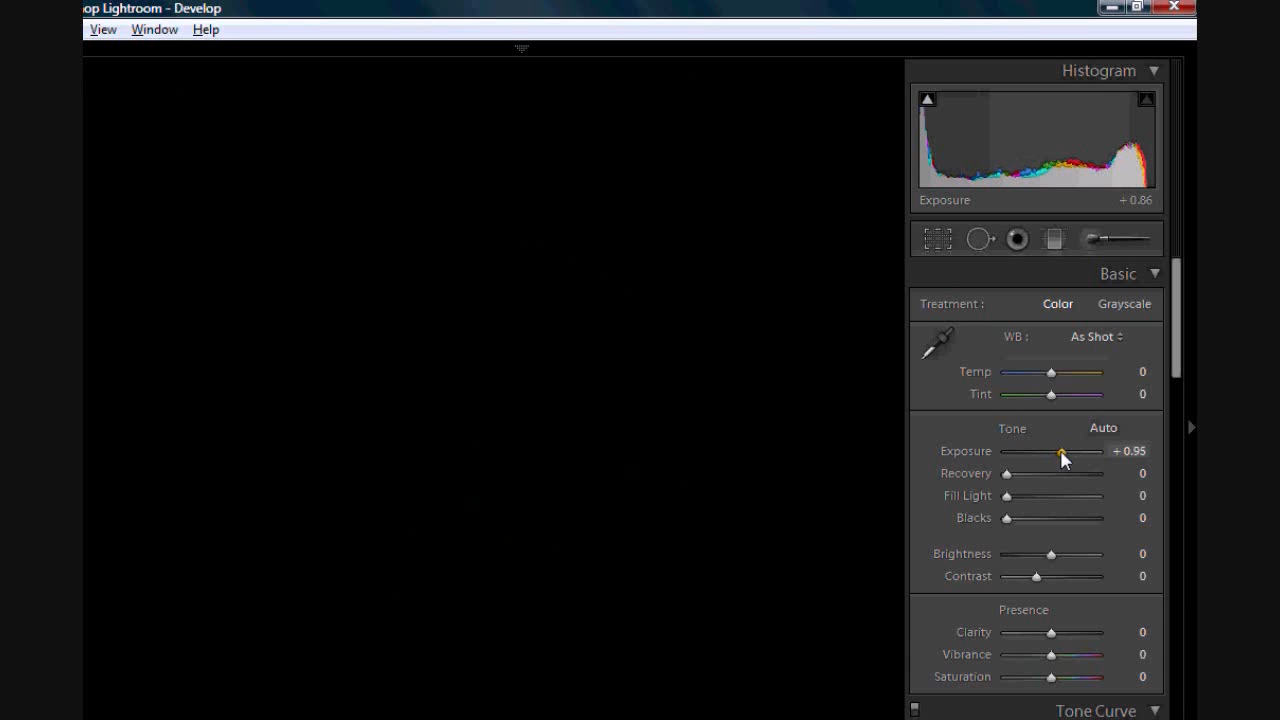 op Lightroom - Develop
View Window Help
Histogram
Exposure + 0.86
Basic
Treatment : Color Grayscale
WB : As Shot
Temp 0
Tint 0
Tone Auto
Exposure + 0.95
Recovery 0
Fill Light 0
Blacks 0
Brightness 0
Contrast 0
Presence
Clarity 0
Vibrance 0
Saturation 0
Tone Curve